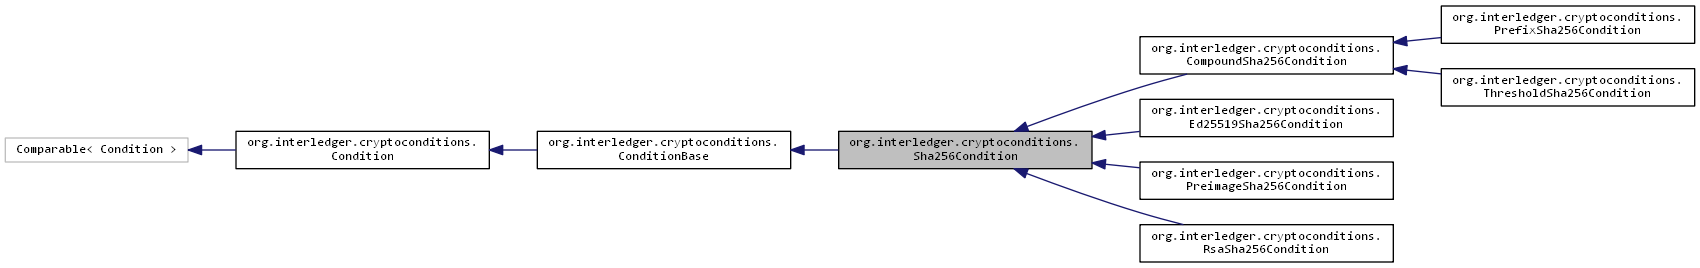 Comparable< Condition >
org.interledger.cryptoconditions.
Condition
org.interledger.cryptoconditions.
ConditionBase
org.interledger.cryptoconditions.
Sha256Condition
org.interledger.cryptoconditions.
CompoundSha256Condition
org.interledger.cryptoconditions.
PrefixSha256Condition
org.interledger.cryptoconditions.
ThresholdSha256Condition
org.interledger.cryptoconditions.
Ed25519Sha256Condition
org.interledger.cryptoconditions.
PreimageSha256Condition
org.interledger.cryptoconditions.
RsaSha256Condition